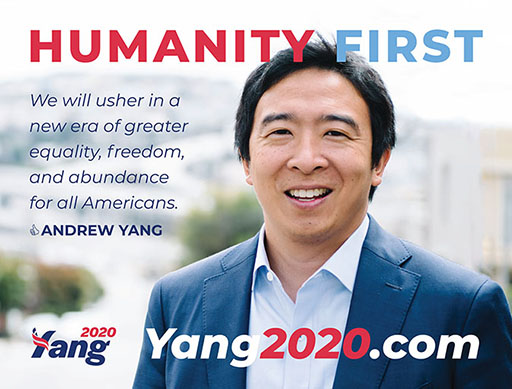 HUMANITY FIRST
We will usher in a
new era of greater
equality, freedom,
and abundance
for all Americans.
ANDREW YANG
2020
Yang
Yang2020.com